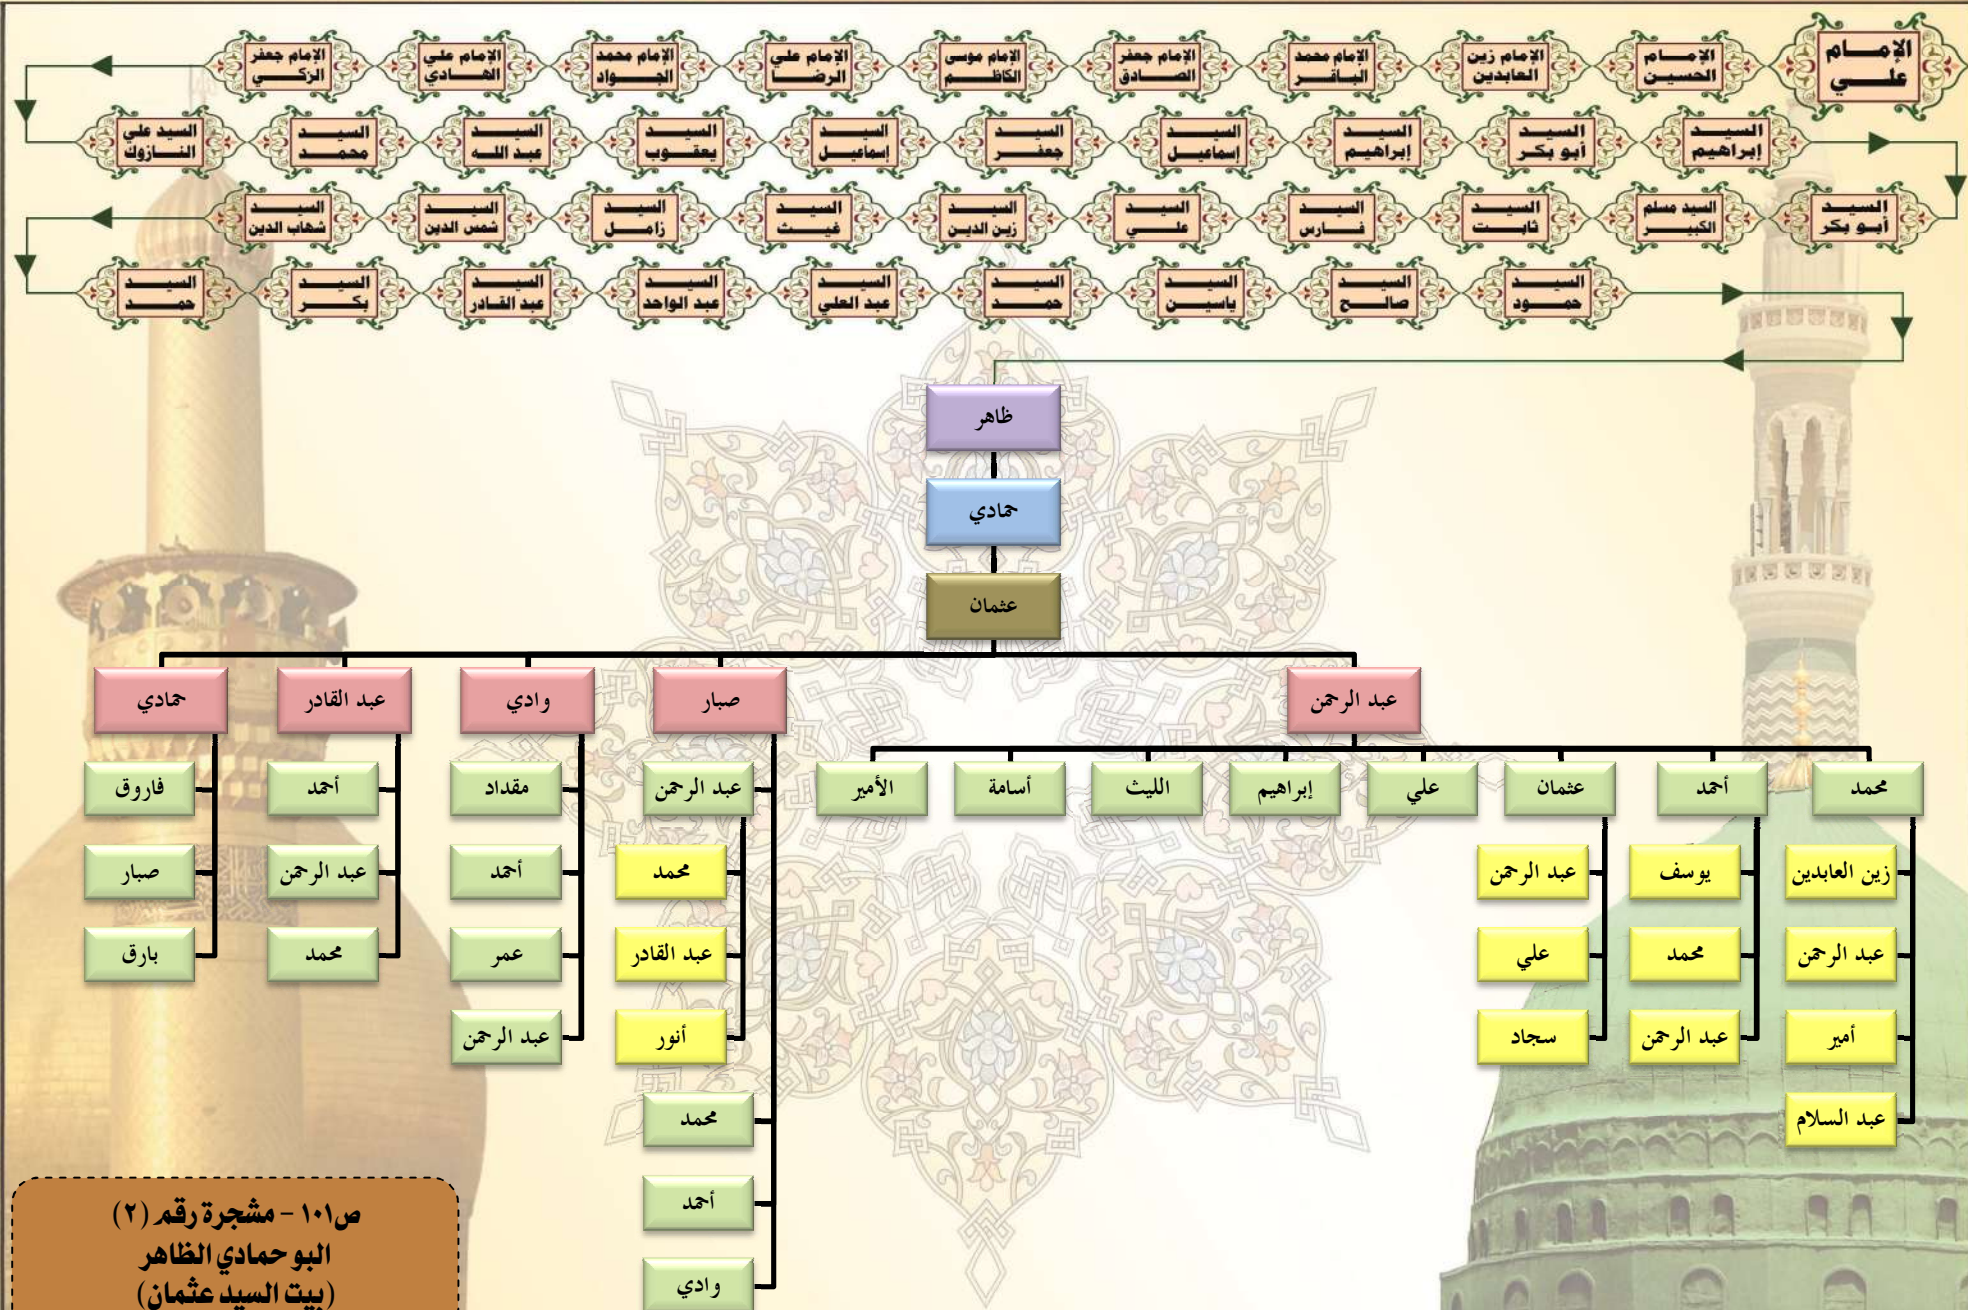 الإمام
علي
الإمام
الحسين
الإمام زين
العابدين
الإمام محمد
الباقر
الإمام جعفر
الصادق
الإمام موسى
الكاظم
الإمام علي
الرضا
الإمام محمد
الجواد
الإمام علي
الهادي
الإمام جعفر
الزكي
السيد علي
النازوك
السيد
محمد
السيد
عبد الله
السيد
يعقوب
السيد
إسماعيل
السيد
جعفر
السيد
إسماعيل
السيد
إبراهيم
السيد
أبو بكر
السيد
إبراهيم
السيد
أبو بكر
السيد مسلم
الكبير
السيد
ثابت
السيد
فارس
السيد
علي
السيد
زين الدين
السيد
غيث
السيد
زامل
السيد
شمس الدين
السيد
شهاب الدين
السيد
حمد
السيد
بكر
السيد
عبد القادر
السيد
عبد الواحد
السيد
عبد العلي
السيد
حمد
السيد
ياسين
السيد
صالح
السيد
حمود
ظاهر
حمادي
عثمان
عبد الرحمن
صبار
وادي
عبد القادر
حمادي
محمد
أحمد
عثمان
علي
إبراهيم
الليث
أسامة
الأمير
زين العابدين
عبد الرحمن
أمير
عبد السلام
يوسف
محمد
عبد الرحمن
عبد الرحمن
علي
سجاد
عبد الرحمن
محمد
عبد القادر
أنور
محمد
أحمد
وادي
مقداد
أحمد
عمر
عبد الرحمن
أحمد
عبد الرحمن
محمد
فاروق
صبار
بارق
ص١٠١ - مشجرة رقم (٢)
البو حمادي الظاهر
(بيت السيد عثمان)